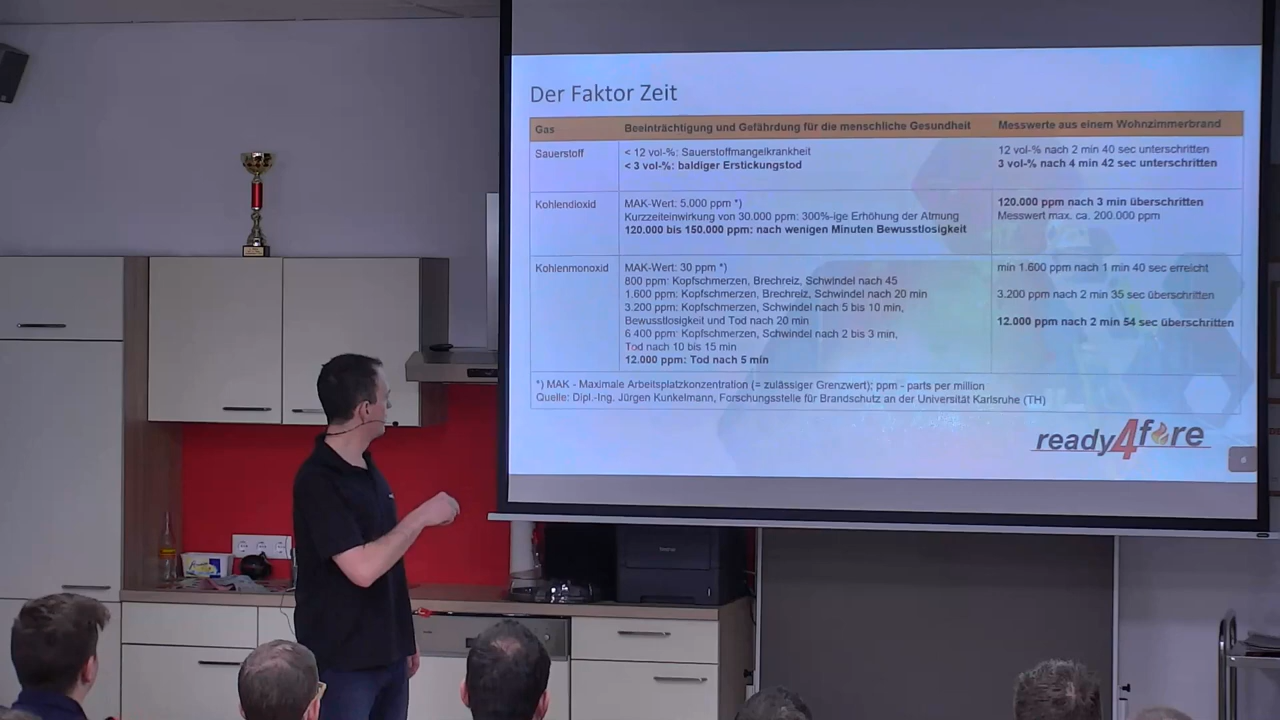 Der Faktor Zeit
Gas
Beeinträchtigung und Gefährdung für die menschliche Gesundheit
Messwerte aus einem Wohnzimmerbrand
Sauerstoff
< 12 vol-%: Sauerstoffmangelkrankheit
< 3 vol-%: baldiger Erstickungstod
12 vol-% nach 2 min 40 sec unterschritten
3 vol-% nach 4 min 42 sec unterschritten
Kohlendioxid
MAK-Wert: 5.000 ppm *)
Kurzzeiteinwirkung von 30.000 ppm: 300%-ige Erhöhung der Atmung
120.000 bis 150.000 ppm: nach wenigen Minuten Bewusstlosigkeit
120.000 ppm nach 3 min überschritten
Messwert max. ca. 200.000 ppm
Kohlenmonoxid
MAK-Wert: 30 ppm *)
800 ppm: Kopfschmerzen, Brechreiz, Schwindel nach 45
1.600 ppm: Kopfschmerzen, Brechreiz, Schwindel nach 20 min
3.200 ppm: Kopfschmerzen, Schwindel nach 5 bis 10 min,
Bewusstlosigkeit und Tod nach 20 min
6 400 ppm: Kopfschmerzen, Schwindel nach 2 bis 3 min,
Tod nach 10 bis 15 min
12.000 ppm: Tod nach 5 min
min 1.600 ppm nach 1 min 40 sec erreicht
3.200 ppm nach 2 min 35 sec überschritten
12.000 ppm nach 2 min 54 sec überschritten
*) MAK - Maximale Arbeitsplatzkonzentration (= zulässiger Grenzwert); ppm - parts per million
Quelle: Dipl.-Ing. Jürgen Kunkelmann, Forschungsstelle für Brandschutz an der Universität Karlsruhe (TH)
ready4fire
brother